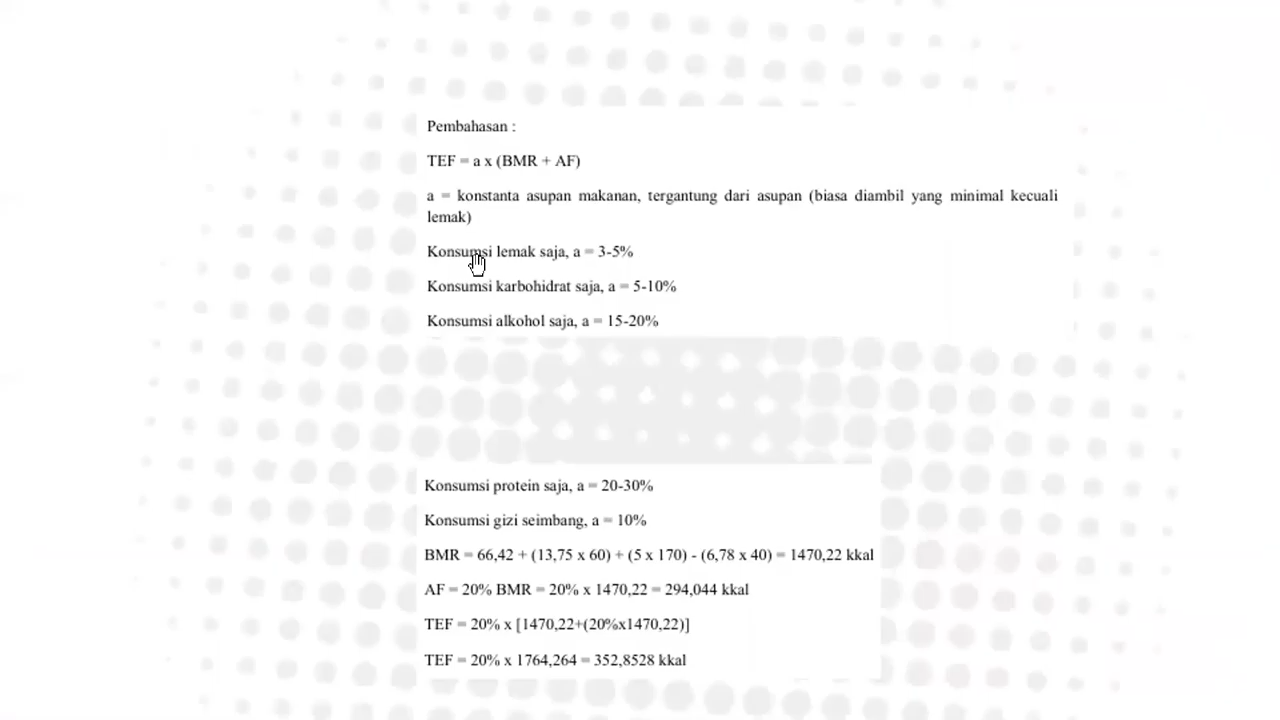 Pembahasan :
TEF = a x (BMR + AF)
a = konstanta asupan makanan, tergantung dari asupan (biasa diambil yang minimal kecuali
lemak)
Konsumsi lemak saja, a = 3-5%
Konsumsi karbohidrat saja, a = 5-10%
Konsumsi alkohol saja, a = 15-20%
Konsumsi protein saja, a = 20-30%
Konsumsi gizi seimbang, a = 10%
BMR = 66,42 + (13,75 x 60) + (5 x 170) - (6,78 x 40) = 1470,22 kkal
AF = 20% BMR = 20% x 1470,22 = 294,044 kkal
TEF = 20% x [1470,22+(20%x1470,22)]
TEF = 20% x 1764,264 = 352,8528 kkal